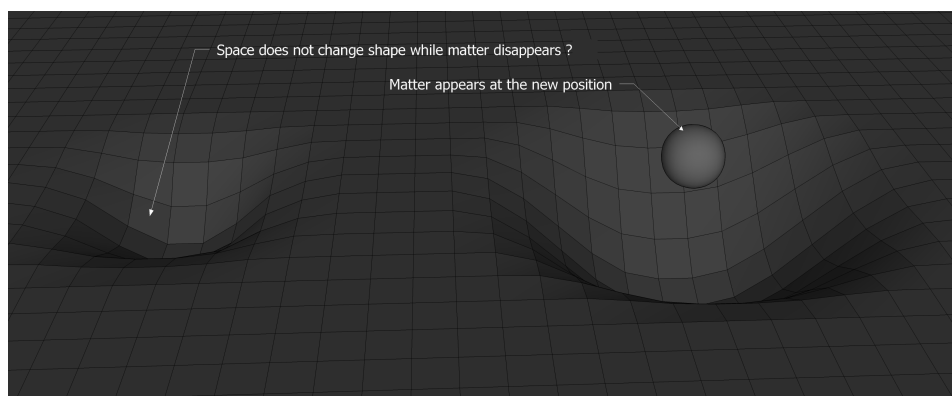 Space does not change shape while matter disappears ?
Matter appears at the new position